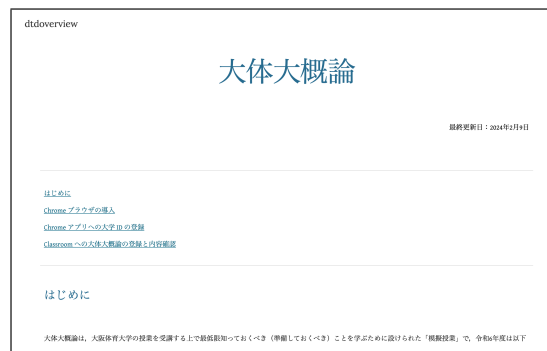 dtdoverview
大体大概論
最終更新日：2024年2月9日
はじめに
Chrome ブラウザの導入
Chrome アプリへの大学 ID の登録
Classroom への大体大概論の登録と内容確認
はじめに
大体大概論は，大阪体育大学の授業を受講する上で最低限知っておくべき（準備しておくべき）ことを学ぶために設けられた「模擬授業」で，令和6年度は以下